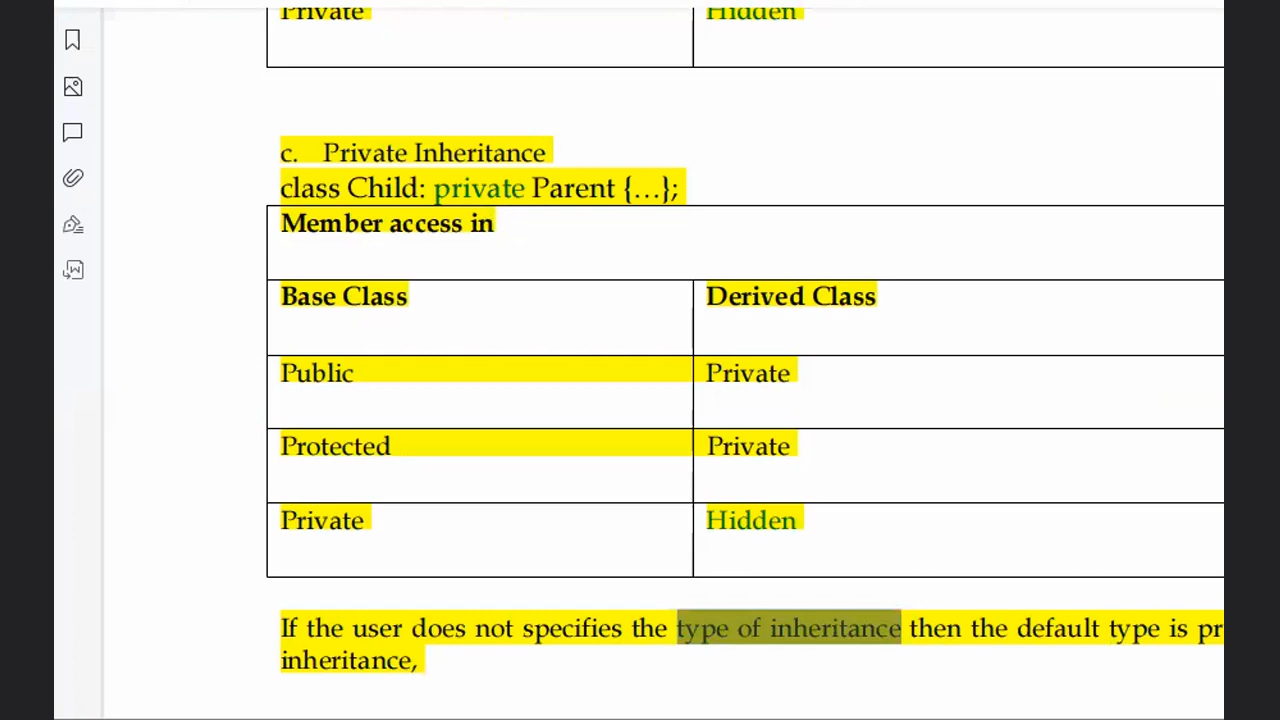 Private Hidden
c. Private Inheritance
class Child: private Parent {…};
Member access in
Base Class Derived Class
Public Private
Protected Private
Private Hidden
If the user does not specifies the type of inheritance then the default type is pr
inheritance,